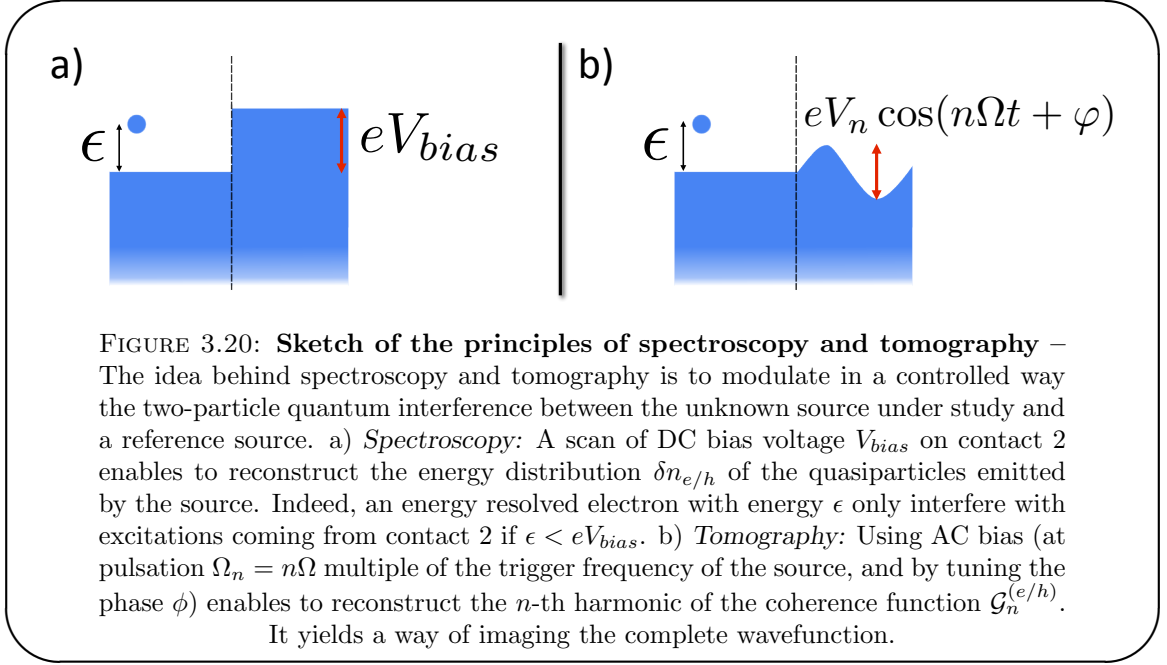 a)
ϵ
eV_{bias}
b)
ϵ
eV_n cos(nΩt + φ)
FIGURE 3.20: Sketch of the principles of spectroscopy and tomography –
The idea behind spectroscopy and tomography is to modulate in a controlled way
the two-particle quantum interference between the unknown source under study and
a reference source. a) Spectroscopy: A scan of DC bias voltage V_{bias} on contact 2
enables to reconstruct the energy distribution δn_{e/h} of the quasiparticles emitted
by the source. Indeed, an energy resolved electron with energy ϵ only interfere with
excitations coming from contact 2 if ϵ < eV_{bias}. b) Tomography: Using AC bias (at
pulsation Ω_n = nΩ multiple of the trigger frequency of the source, and by tuning the
phase ϕ) enables to reconstruct the n-th harmonic of the coherence function 𝒢_n^{(e/h)}.
It yields a way of imaging the complete wavefunction.